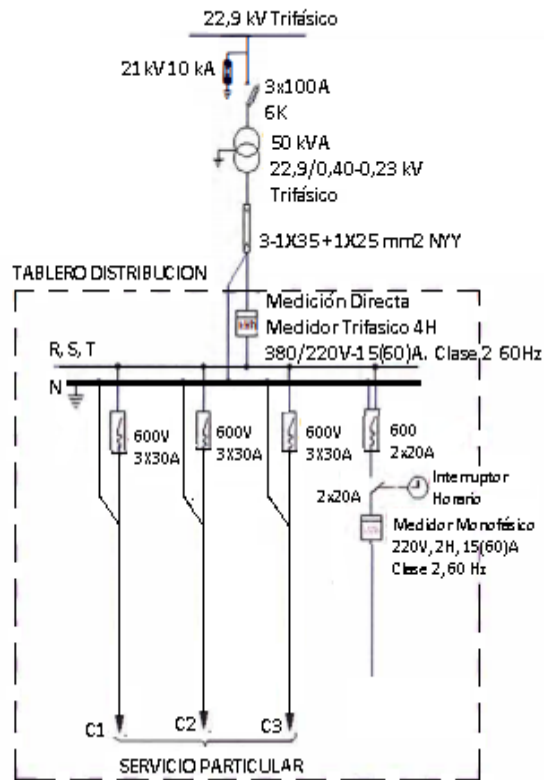 22,9 kV Trifásico
21 kV 10 kA
3x100A
6K
50 kVA
22,9/0,40-0,23 kV
Trifásico
3-1X35 + 1X25 mm2 NYY
TABLERO DISTRIBUCION
Medición Directa
Medidor Trifasico 4H
380/220V-15(60)A. Clase 2 60Hz
R, S, T
N
600V
3X30A
600V
3X30A
600V
3X30A
600
2x20A
2x20A
Interruptor
Horario
Medidor Monofásico
220V, 2H, 15(60)A
Clase 2, 60 Hz
C1
C2
C3
SERVICIO PARTICULAR